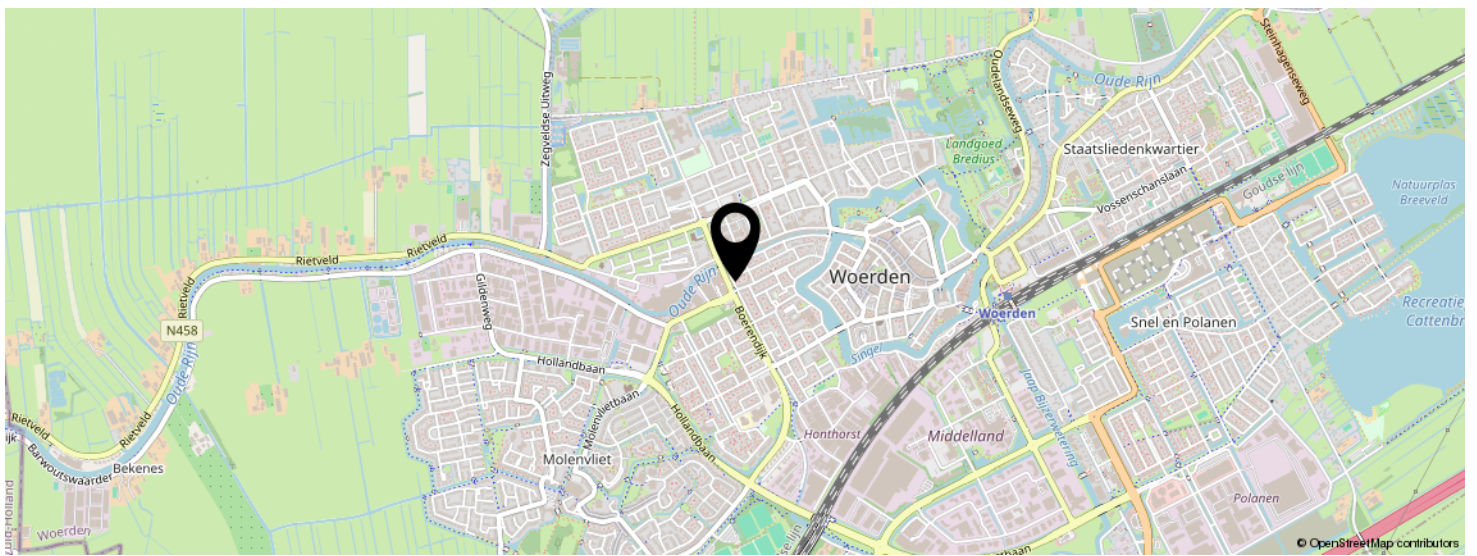 Steinhagenseweg
Oude Rijn
Oudelandseweg
Zegveldse Uitweg
Landgoed
Bredius
Staatsliedenkwartier
Goudse lijn
Vossenschanslaan
Natuurplas
Breeveld
Rietveld
Rietveld
Rietveld
Oude Rijn
Woerden
Gildenweg
N458
Boerendijk
Woerden
Recreatie
Cattenbr
Snel en Polanen
Oude Rijn
Singel
Hollandbaan
Jaap Bijzerwetering
Molenvlietbaan
Rietveld
Rietveld
Hollandbaan
Honthorst
Middelland
Barwoutswaarder
Bekenes
Molenvliet
Polanen
Woerden
© OpenStreetMap contributors